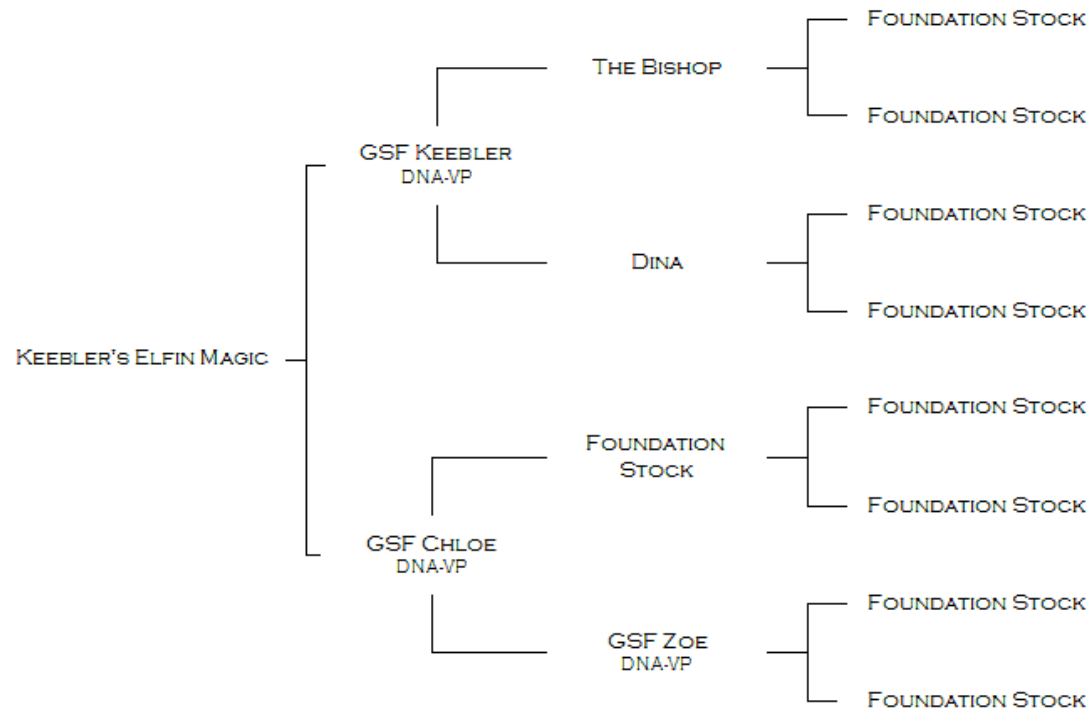 Foundation Stock
The Bishop
Foundation Stock
GSF Keebler
DNA-VP
Foundation Stock
Dina
Foundation Stock
Keebler's Elfin Magic
Foundation Stock
Foundation
Stock
Foundation Stock
GSF Chloe
DNA-VP
Foundation Stock
GSF Zoe
DNA-VP
Foundation Stock